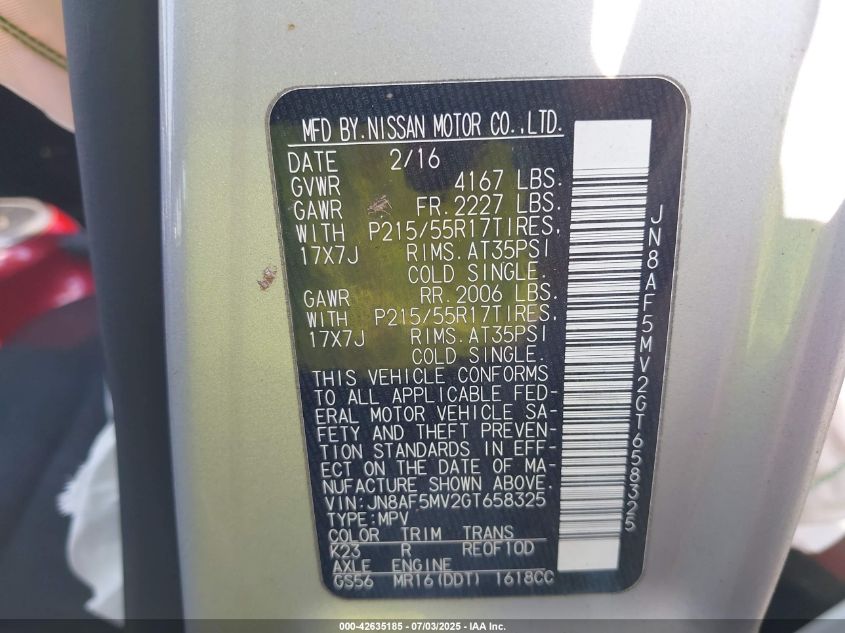 MFD BY. NISSAN MOTOR CO.,LTD.
DATE 2/16
GVWR 4167 LBS.
GAWR FR. 2227 LBS.
WITH P215/55R17TIRES,
17X7J RIMS. AT35PSI
COLD SINGLE.
GAWR RR. 2006 LBS.
WITH P215/55R17TIRES,
17X7J RIMS. AT35PSI
COLD SINGLE.
THIS VEHICLE CONFORMS
TO ALL APPLICABLE FED-
ERAL MOTOR VEHICLE SA-
FETY AND THEFT PREVEN-
TION STANDARDS IN EFF-
ECT ON THE DATE OF MA-
NUFACTURE SHOWN ABOVE.
VIN:JN8AF5MV2GT658325
TYPE:MPV
COLOR TRIM TRANS
K23 R RE0F10D
AXLE ENGINE
GS56 MR16(DDT) 1618CC
JN8AF5MV2GT658325
000-42635185 - 07/03/2025 - IAA Inc.